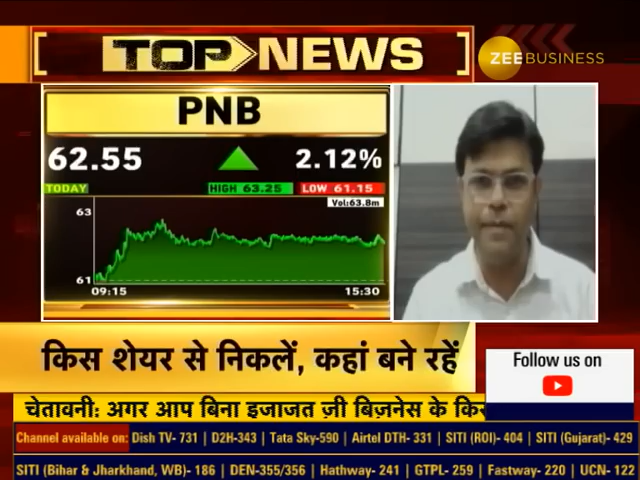 TOP NEWS
ZEE BUSINESS
PNB
62.55 2.12%
TODAY HIGH 63.25 LOW 61.15
Vol:63.8m
63
61
09:15 15:30
किस शेयर से निकलें, कहां बने रहें
Follow us on
चेतावनी: अगर आप बिना इजाजत ज़ी बिज़नेस के
Channel available on: Dish TV- 731 | D2H-343 | Tata Sky-590 | Airtel DTH- 331 | SITI (ROI)- 404 | SITI (Gujarat)- 429
SITI (Bihar & Jharkhand, WB)- 186 | DEN-355/356 | Hathway- 241 | GTPL- 259 | Fastway- 220 | UCN- 122